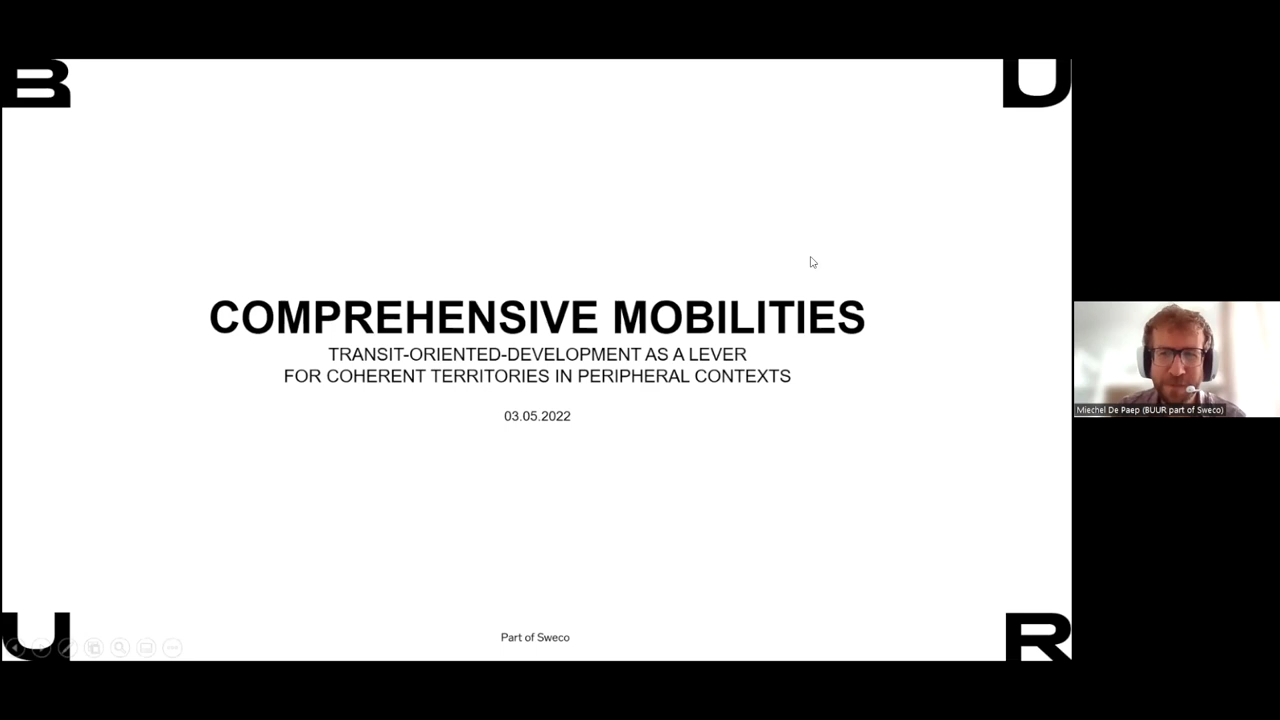 B U
COMPREHENSIVE MOBILITIES
TRANSIT-ORIENTED-DEVELOPMENT AS A LEVER
FOR COHERENT TERRITORIES IN PERIPHERAL CONTEXTS
03.05.2022
Miechel De Paep (BUUR part of Sweco)
Part of Sweco
U R